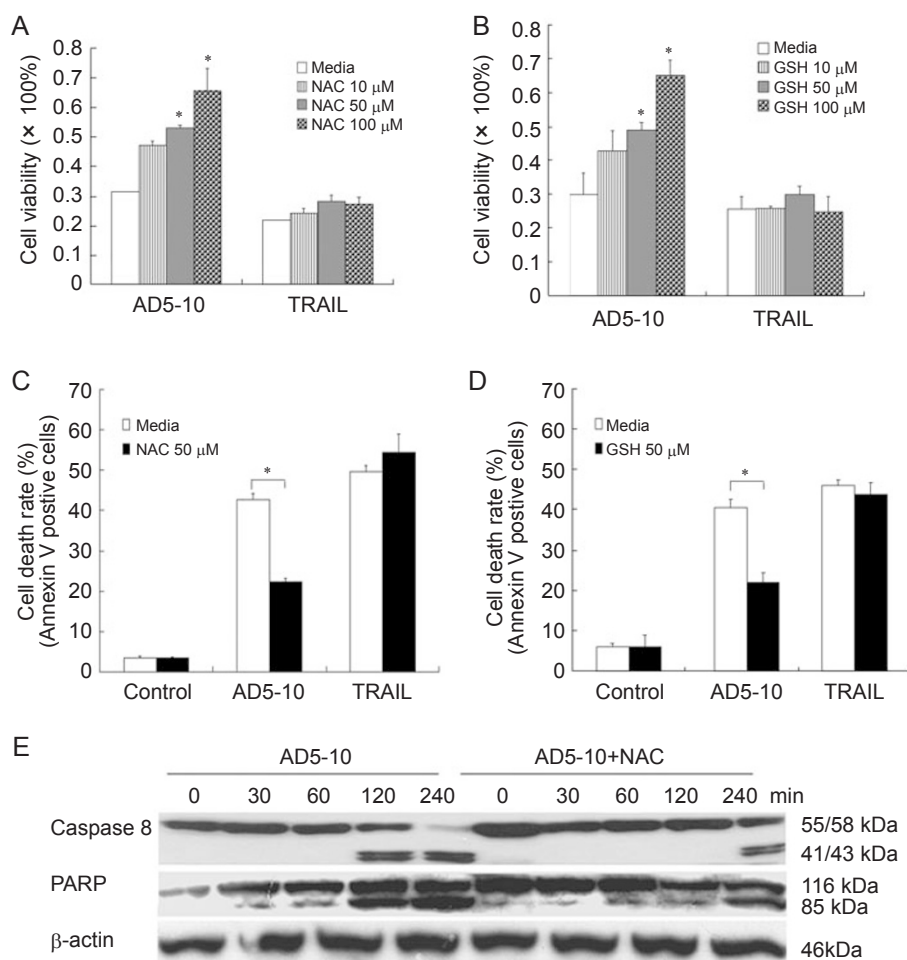 A
Cell viability (× 100%)
0.8
0.7
0.6
0.5
0.4
0.3
0.2
0.1
0
Media
NAC 10 μM
NAC 50 μM
NAC 100 μM
*
*
AD5-10
TRAIL
B
Cell viability (× 100%)
0.8
0.7
0.6
0.5
0.4
0.3
0.2
0.1
0
Media
GSH 10 μM
GSH 50 μM
GSH 100 μM
*
*
AD5-10
TRAIL
C
Cell death rate (%)
(Annexin V postive cells)
70
60
50
40
30
20
10
0
Media
NAC 50 μM
*
Control
AD5-10
TRAIL
D
Cell death rate (%)
(Annexin V postive cells)
70
60
50
40
30
20
10
0
Media
GSH 50 μM
*
Control
AD5-10
TRAIL
E
AD5-10 AD5-10+NAC
0 30 60 120 240 0 30 60 120 240 min
Caspase 8 55/58 kDa
41/43 kDa
PARP 116 kDa
85 kDa
β-actin 46kDa